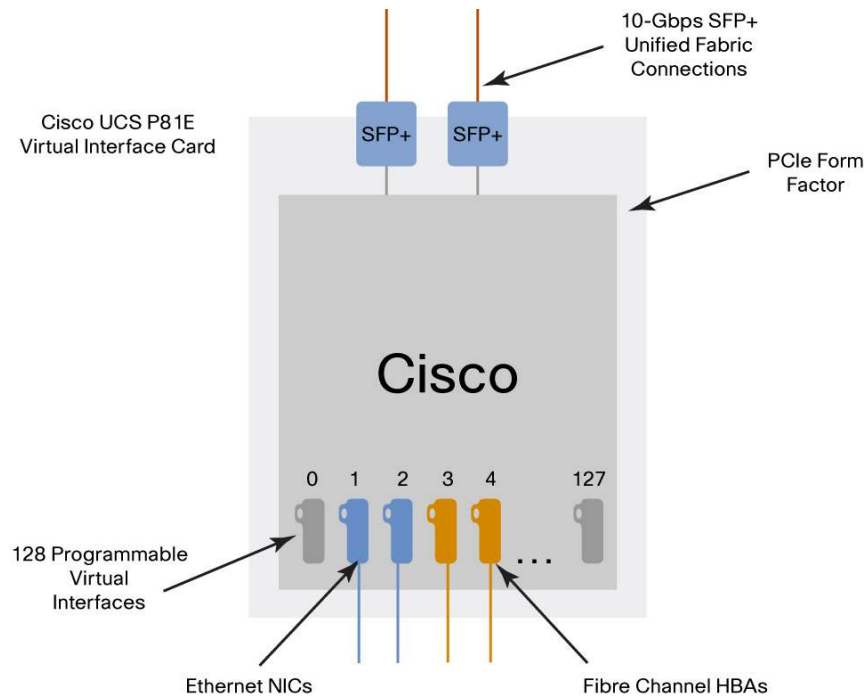 10-Gbps SFP+
Unified Fabric
Connections
Cisco UCS P81E
Virtual Interface Card
SFP+
SFP+
PCIe Form
Factor
Cisco
0 1 2 3 4 127
...
128 Programmable
Virtual
Interfaces
Ethernet NICs
Fibre Channel HBAs